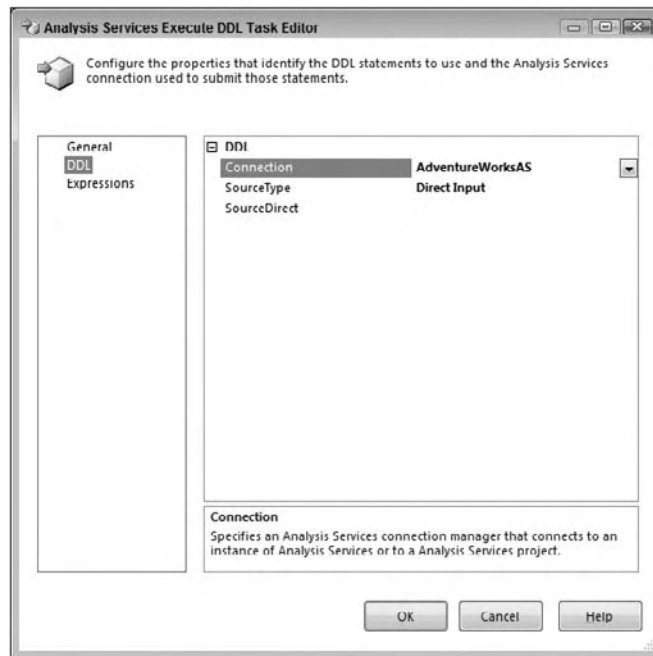 Analysis Services Execute DDL Task Editor
Configure the properties that identify the DDL statements to use and the Analysis Services
connection used to submit those statements.
General
DDL
Expressions
DDL
Connection AdventureWorksAS
SourceType Direct Input
SourceDirect
Connection
Specifies an Analysis Services connection manager that connects to an
instance of Analysis Services or to a Analysis Services project.
OK Cancel Help